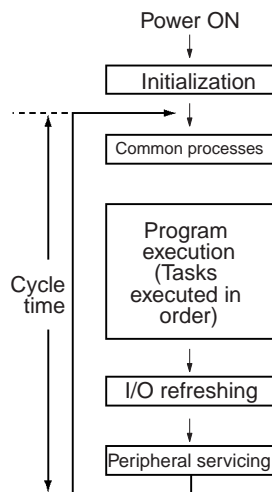 Power ON
Initialization
Common processes
Program
execution
(Tasks
executed in
order)
Cycle
time
I/O refreshing
Peripheral servicing